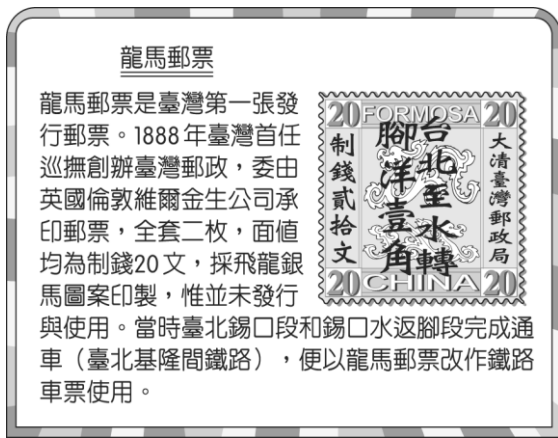 龍馬郵票
龍馬郵票是臺灣第一張發
行郵票。1888年臺灣首任
巡撫創辦臺灣郵政，委由
英國倫敦維爾金生公司承
印郵票，全套二枚，面值
均為制錢20文，採飛龍銀
馬圖案印製，惟並未發行
與使用。當時臺北錫口段和錫口水返腳段完成通
車（臺北基隆間鐵路），便以龍馬郵票改作鐵路
車票使用。
20 FORMOSA 20
大清臺灣郵政局
台北至水轉
腳洋壹角
制錢貳拾文
20 CHINA 20